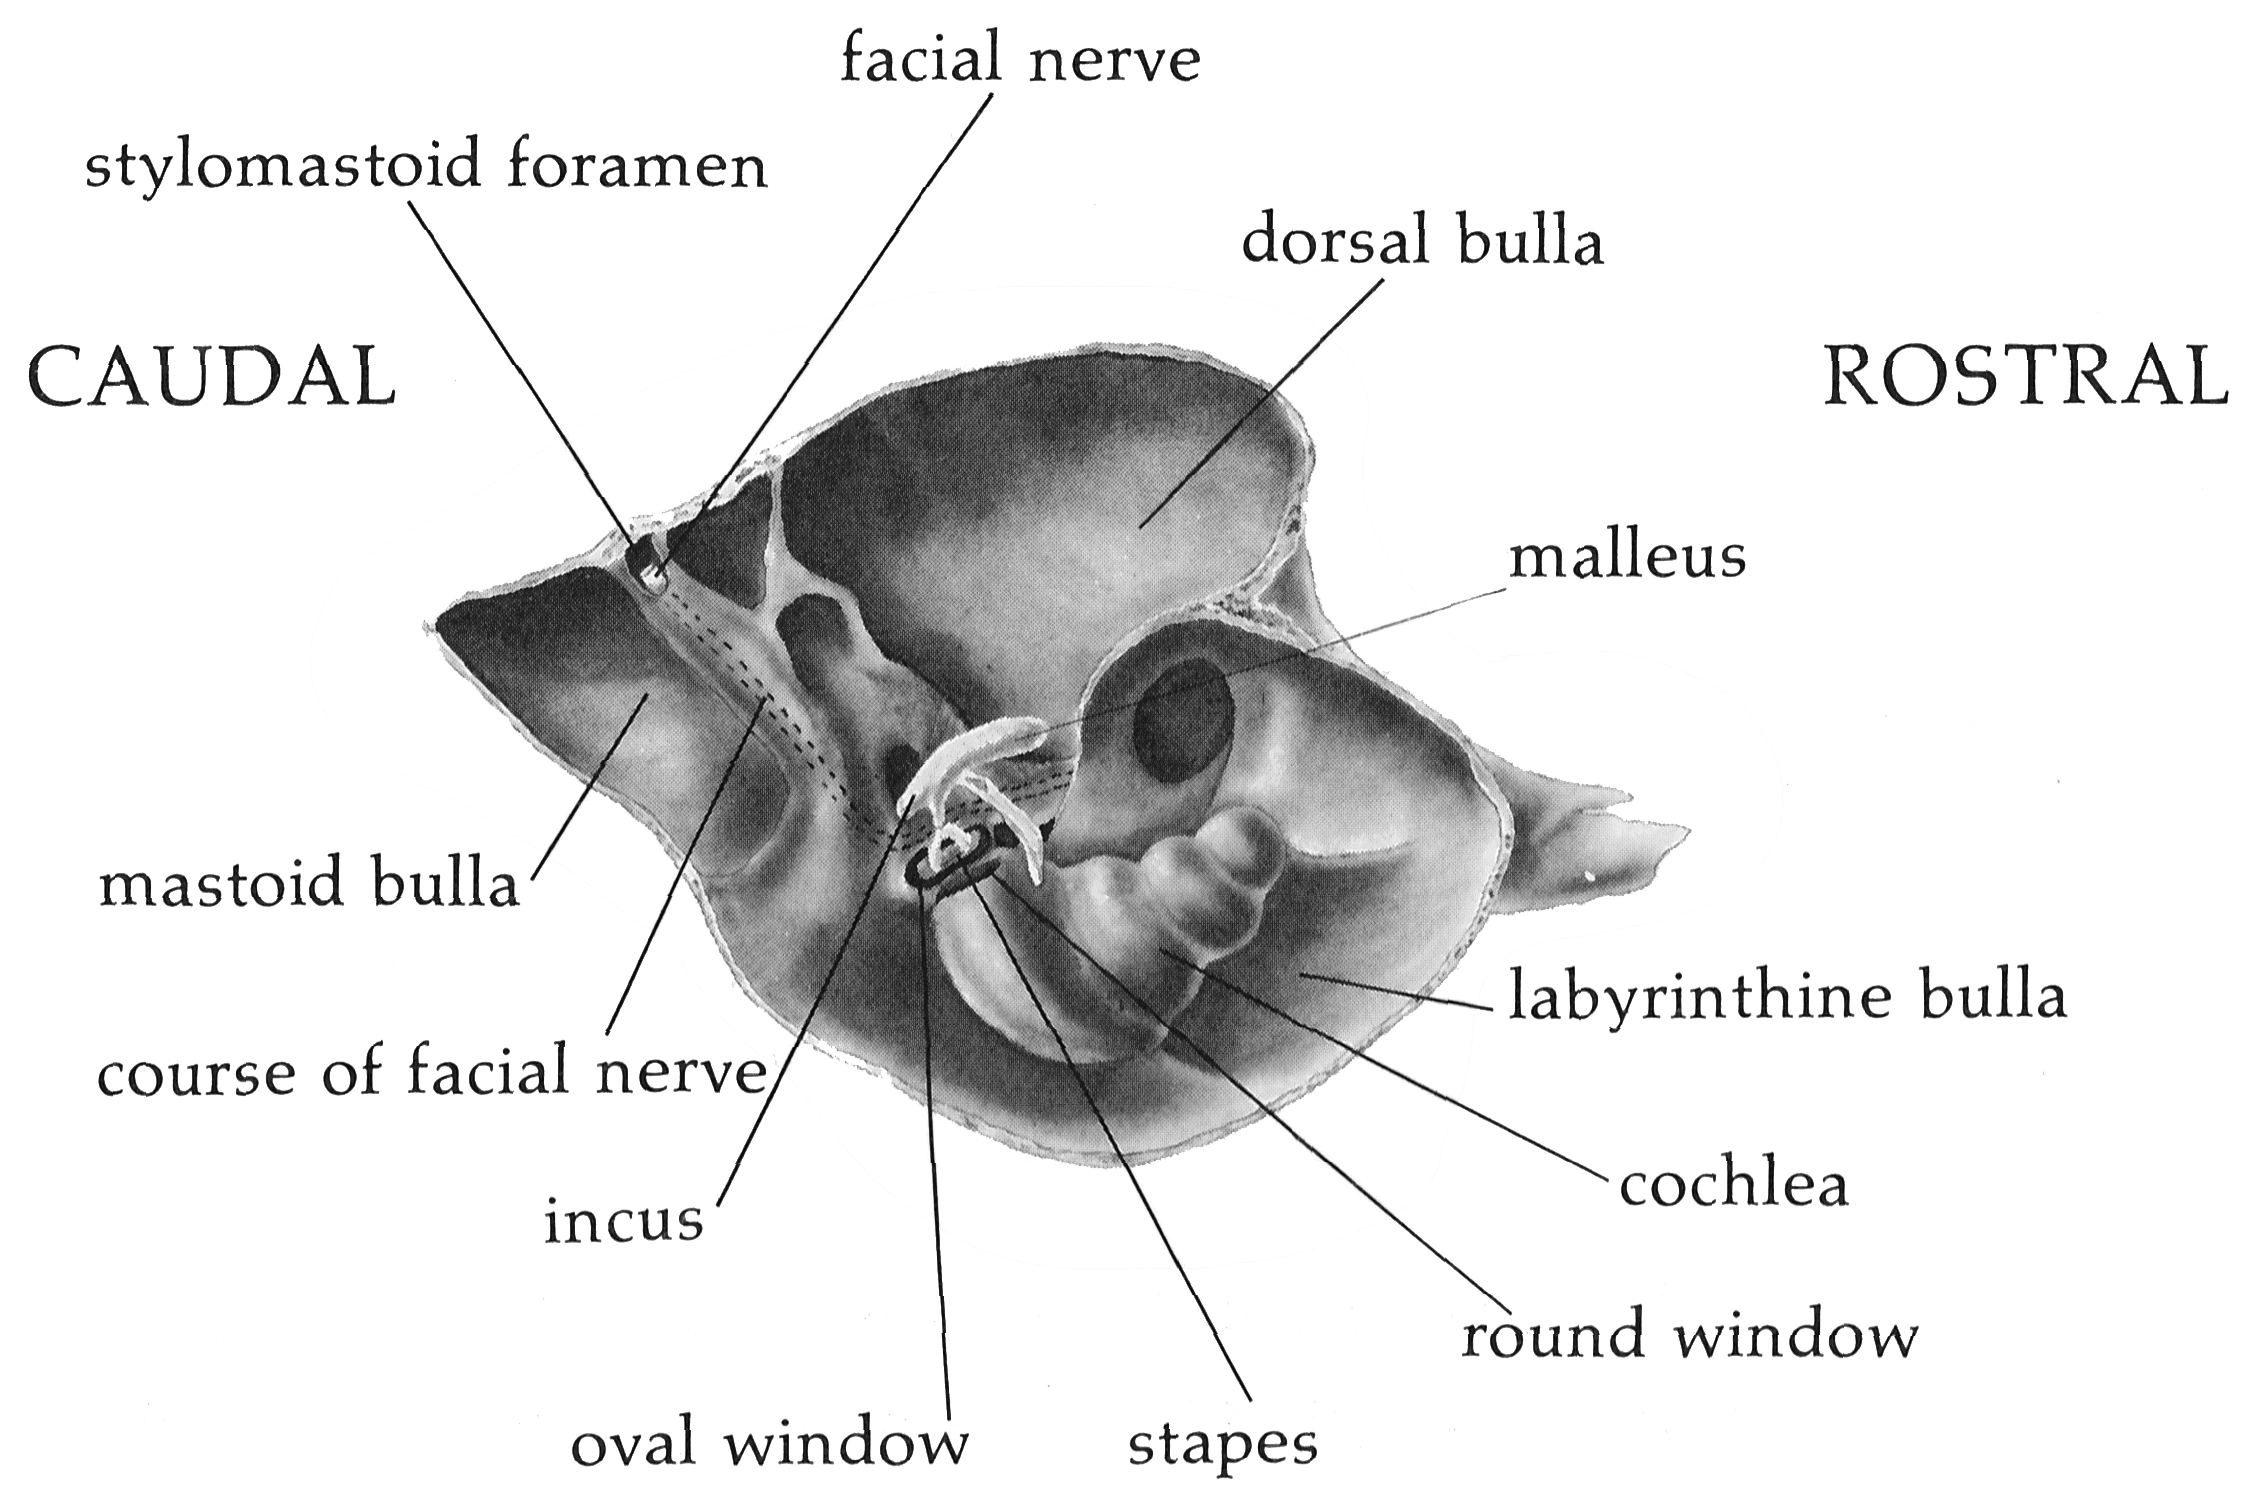 facial nerve
stylomastoid foramen
dorsal bulla
CAUDAL
ROSTRAL
malleus
mastoid bulla
labyrinthine bulla
course of facial nerve
cochlea
incus
round window
oval window
stapes